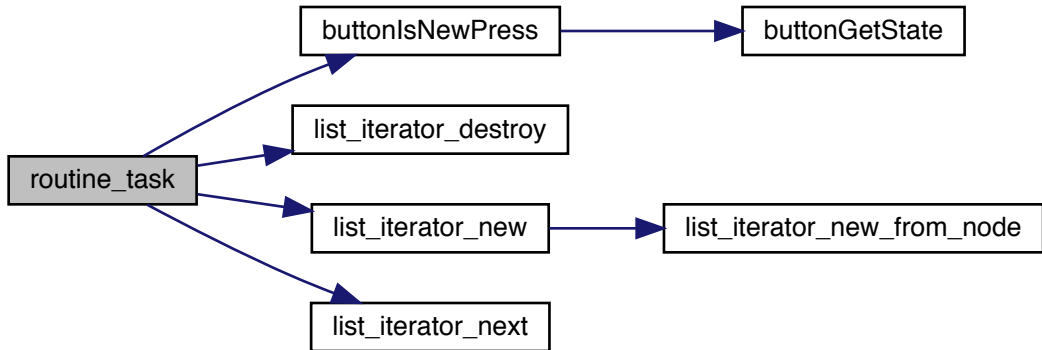 buttonIsNewPress
buttonGetState
list_iterator_destroy
routine_task
list_iterator_new
list_iterator_new_from_node
list_iterator_next